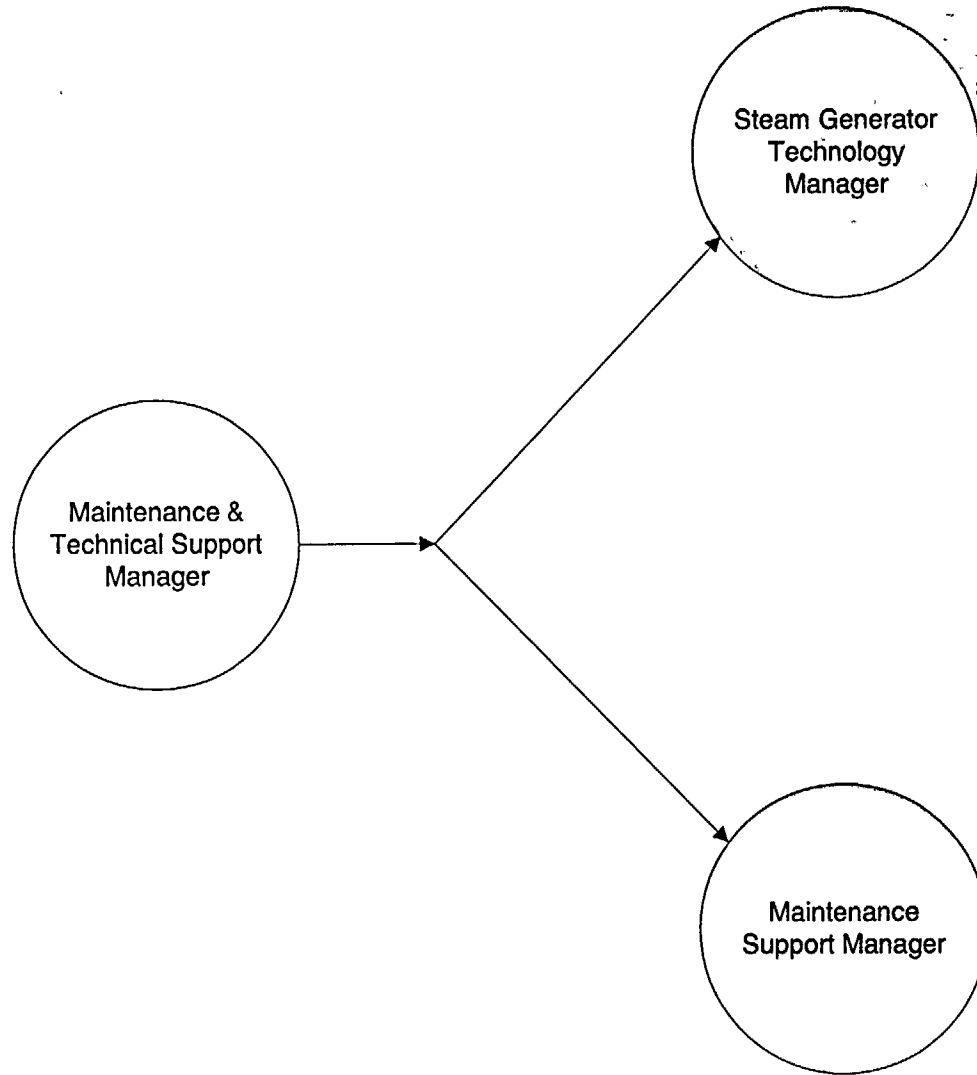 Steam Generator
Technology
Manager
Maintenance &
Technical Support
Manager
Maintenance
Support Manager